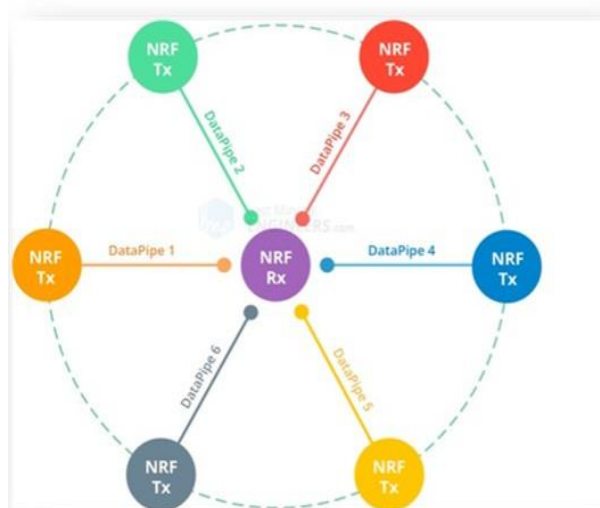 NRF
Tx
NRF
Tx
DataPipe 2
DataPipe 3
NRF
Tx
DataPipe 1
NRF
Rx
DataPipe 4
NRF
Tx
DataPipe 6
DataPipe 5
NRF
Tx
NRF
Tx